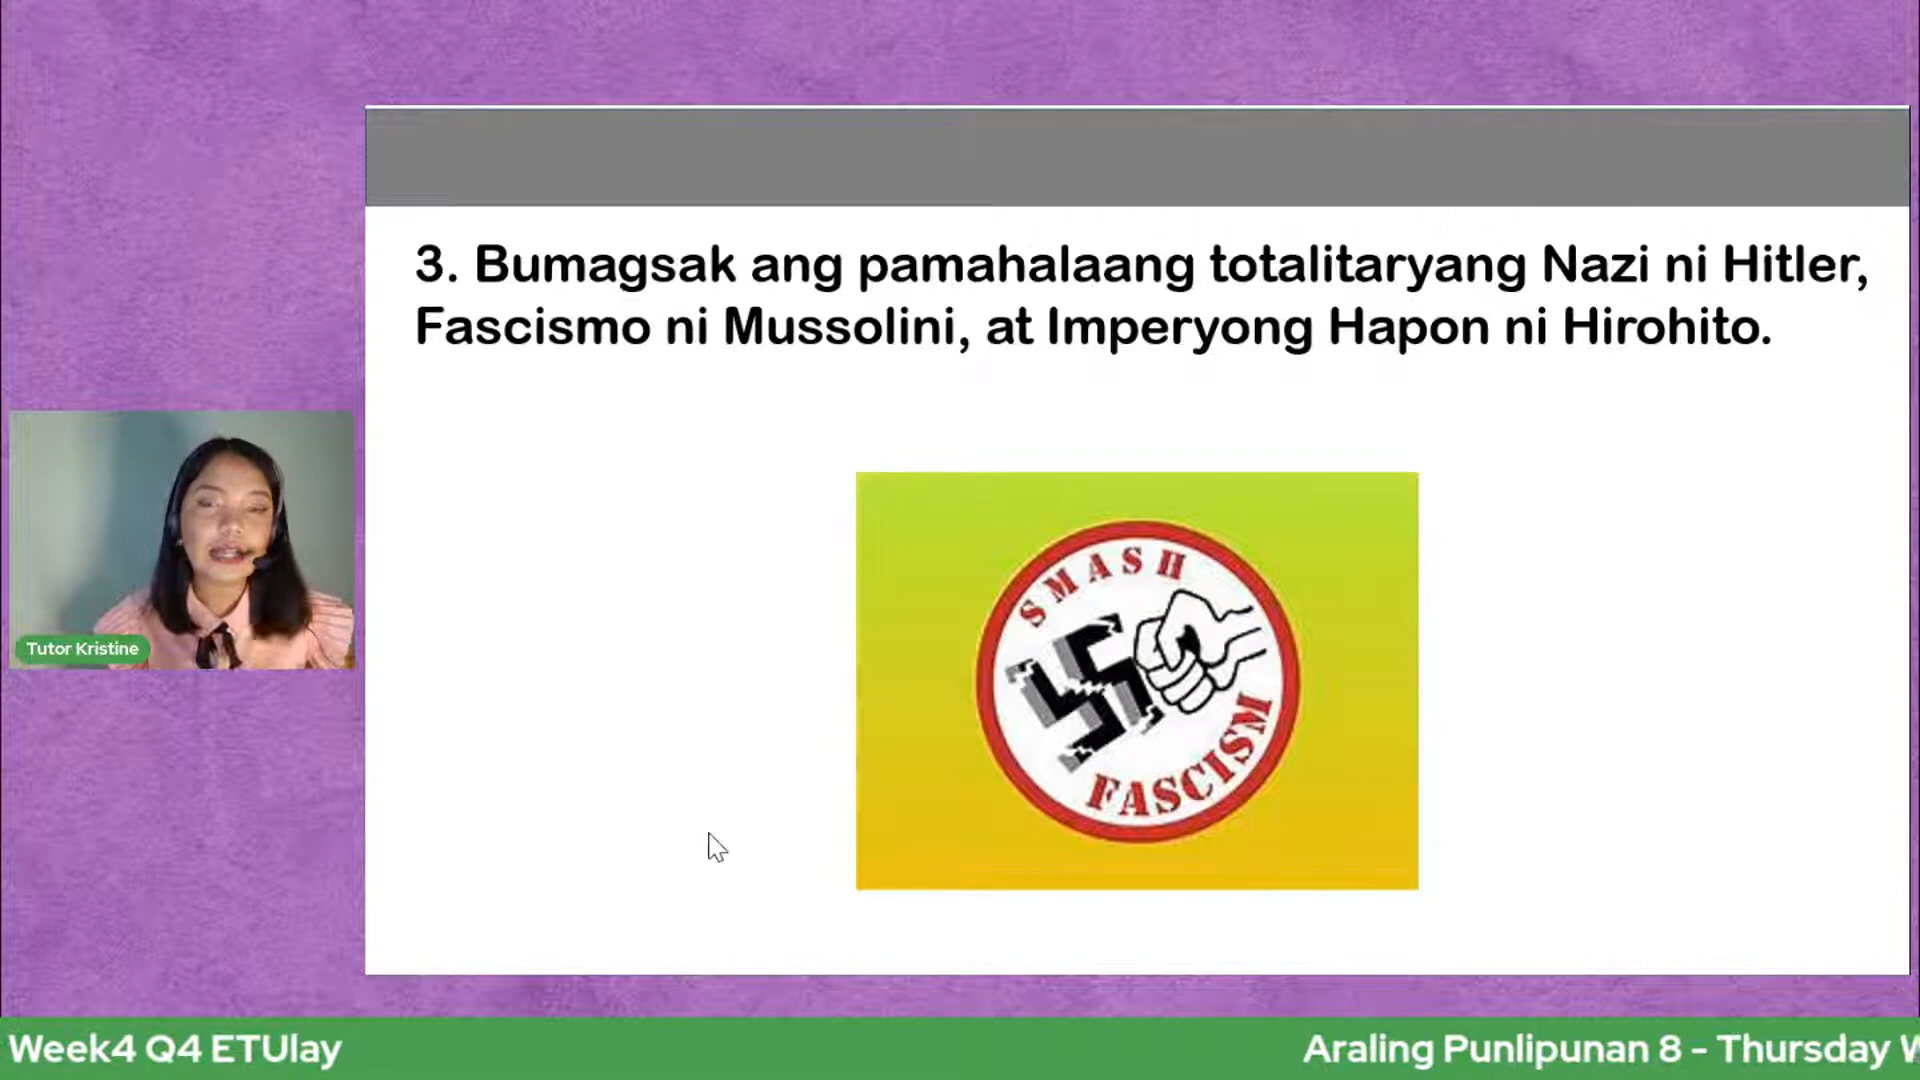 3. Bumagsak ang pamahalaang totalitaryang Nazi ni Hitler,
Fascismo ni Mussolini, at Imperyong Hapon ni Hirohito.
SMASH
FASCISM
Tutor Kristine
Week4 Q4 ETUlay
Araling Punlipunan 8 - Thursday